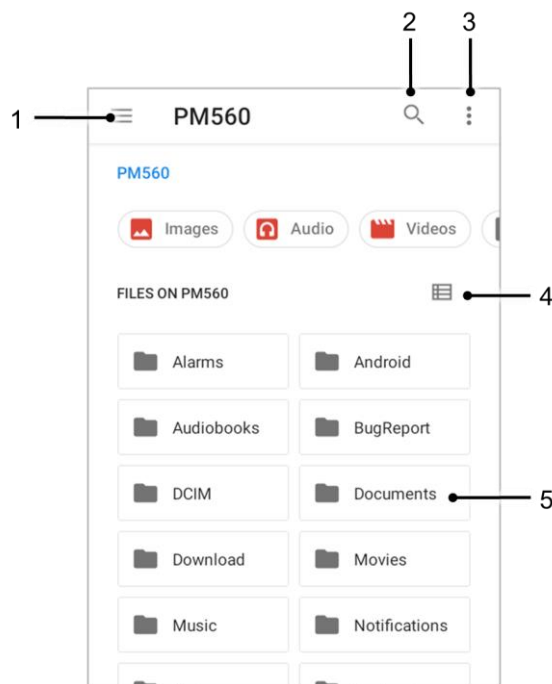 2 3
1 PM560
PM560
Images Audio Videos
FILES ON PM560 4
Alarms Android
Audiobooks BugReport
DCIM Documents 5
Download Movies
Music Notifications